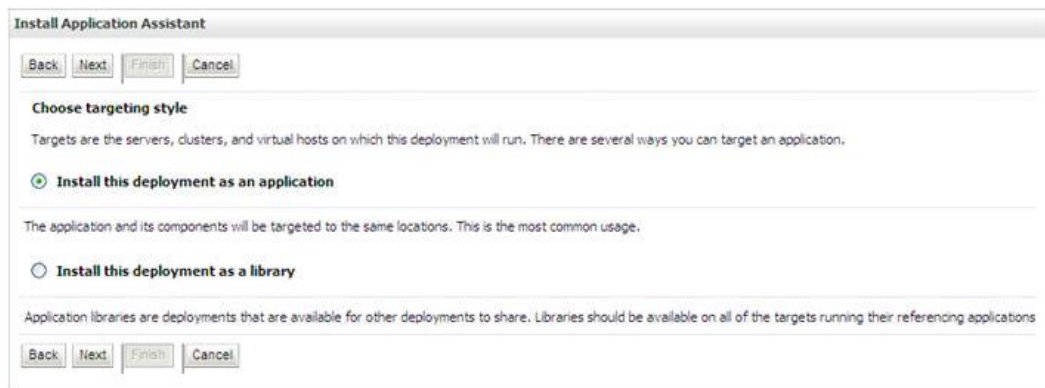 Install Application Assistant
Back Next Finish Cancel
Choose targeting style
Targets are the servers, clusters, and virtual hosts on which this deployment will run. There are several ways you can target an application.
Install this deployment as an application
The application and its components will be targeted to the same locations. This is the most common usage.
Install this deployment as a library
Application libraries are deployments that are available for other deployments to share. Libraries should be available on all of the targets running their referencing applications
Back Next Finish Cancel